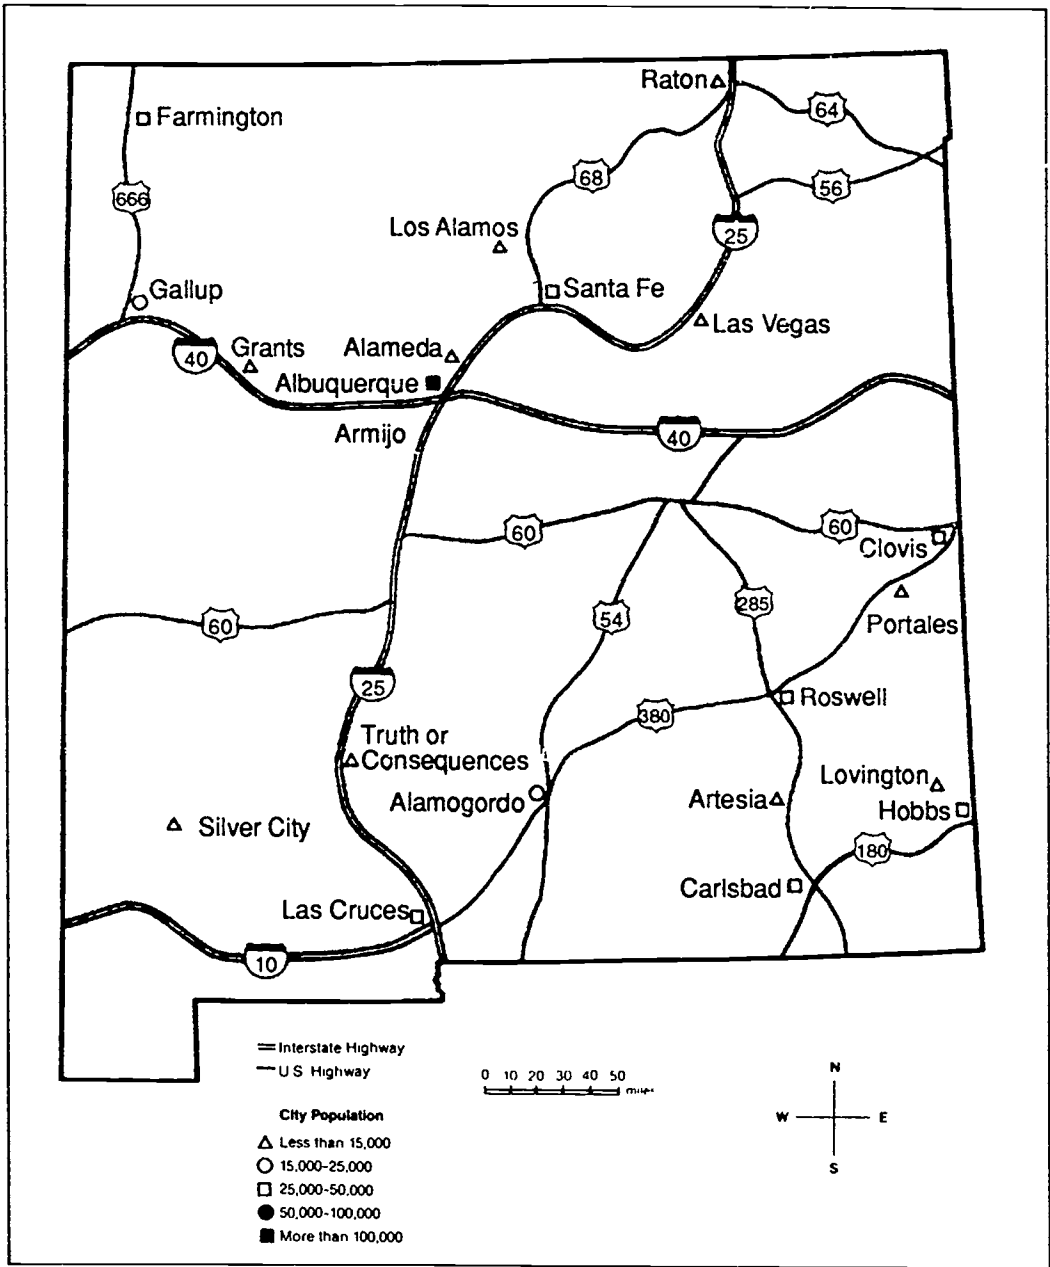 Raton
64
Farmington
68
56
666
Los Alamos
25
Gallup
Santa Fe
Las Vegas
40
Grants
Alameda
Albuquerque
Armijo
40
60
60
Clovis
60
54
285
Portales
25
Roswell
380
Truth or
Consequences
Lovington
Alamogordo
Artesia
Hobbs
Silver City
180
Carlsbad
Las Cruces
10
Interstate Highway
U S Highway
0 10 20 30 40 50
miles
N
W E
S
City Population
Less than 15,000
15,000-25,000
25,000-50,000
50,000-100,000
More than 100,000